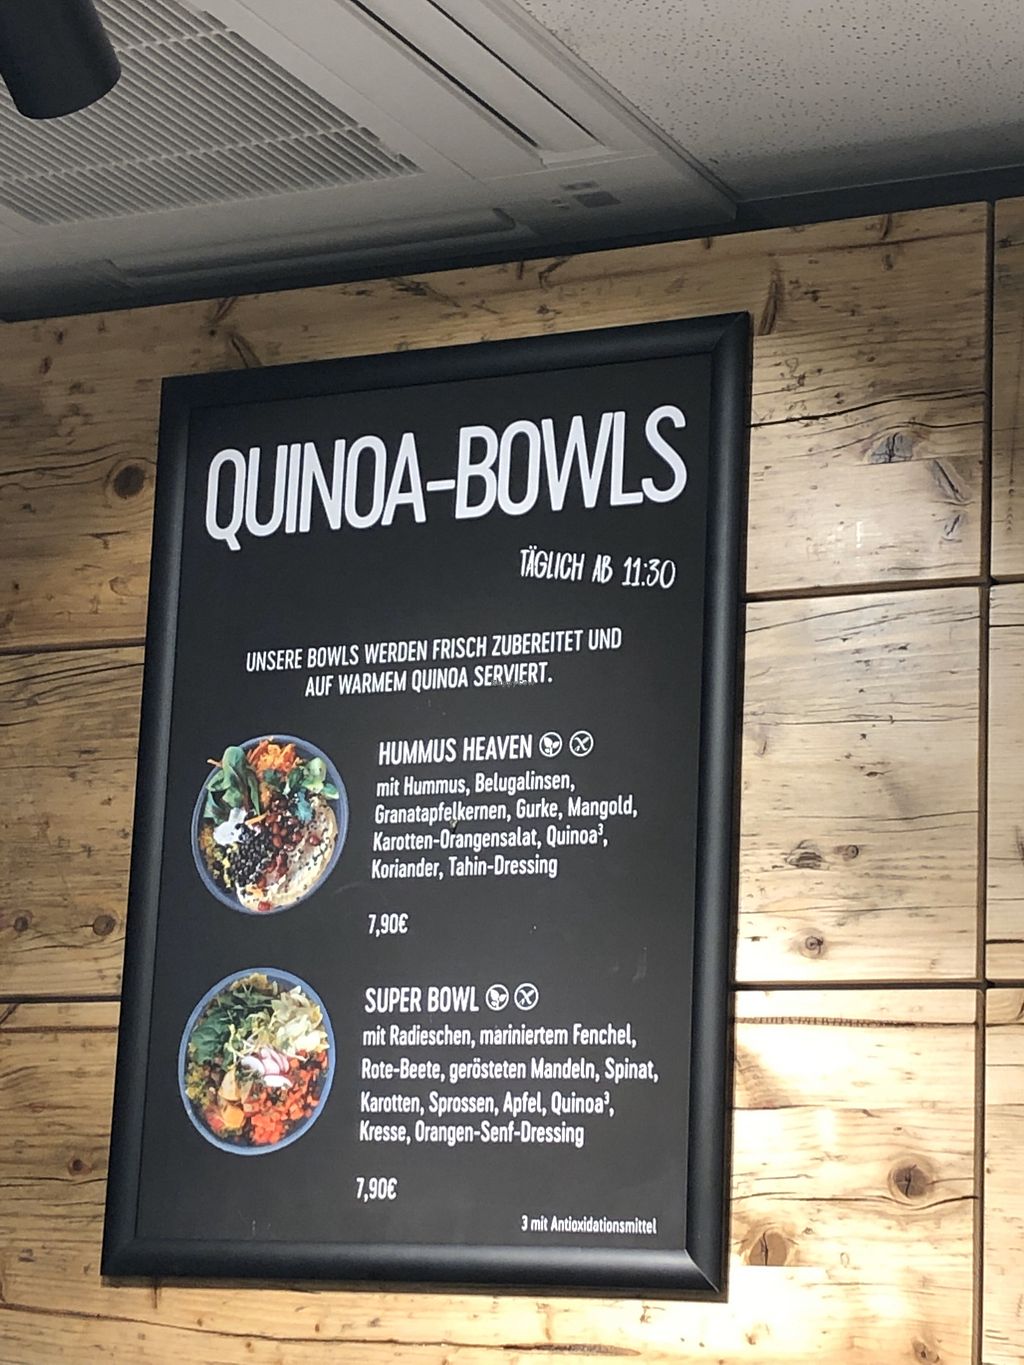 QUINOA-BOWLS
TÄGLICH AB 11:30
UNSERE BOWLS WERDEN FRISCH ZUBEREITET UND
AUF WARMEM QUINOA SERVIERT.
HUMMUS HEAVEN
mit Hummus, Belugalinsen,
Granatapfelkernen, Gurke, Mangold,
Karotten-Orangensalat, Quinoa³,
Koriander, Tahin-Dressing
7,90€
SUPER BOWL
mit Radieschen, mariniertem Fenchel,
Rote-Beete, gerösteten Mandeln, Spinat,
Karotten, Sprossen, Apfel, Quinoa³,
Kresse, Orangen-Senf-Dressing
7,90€
3 mit Antioxidationsmittel